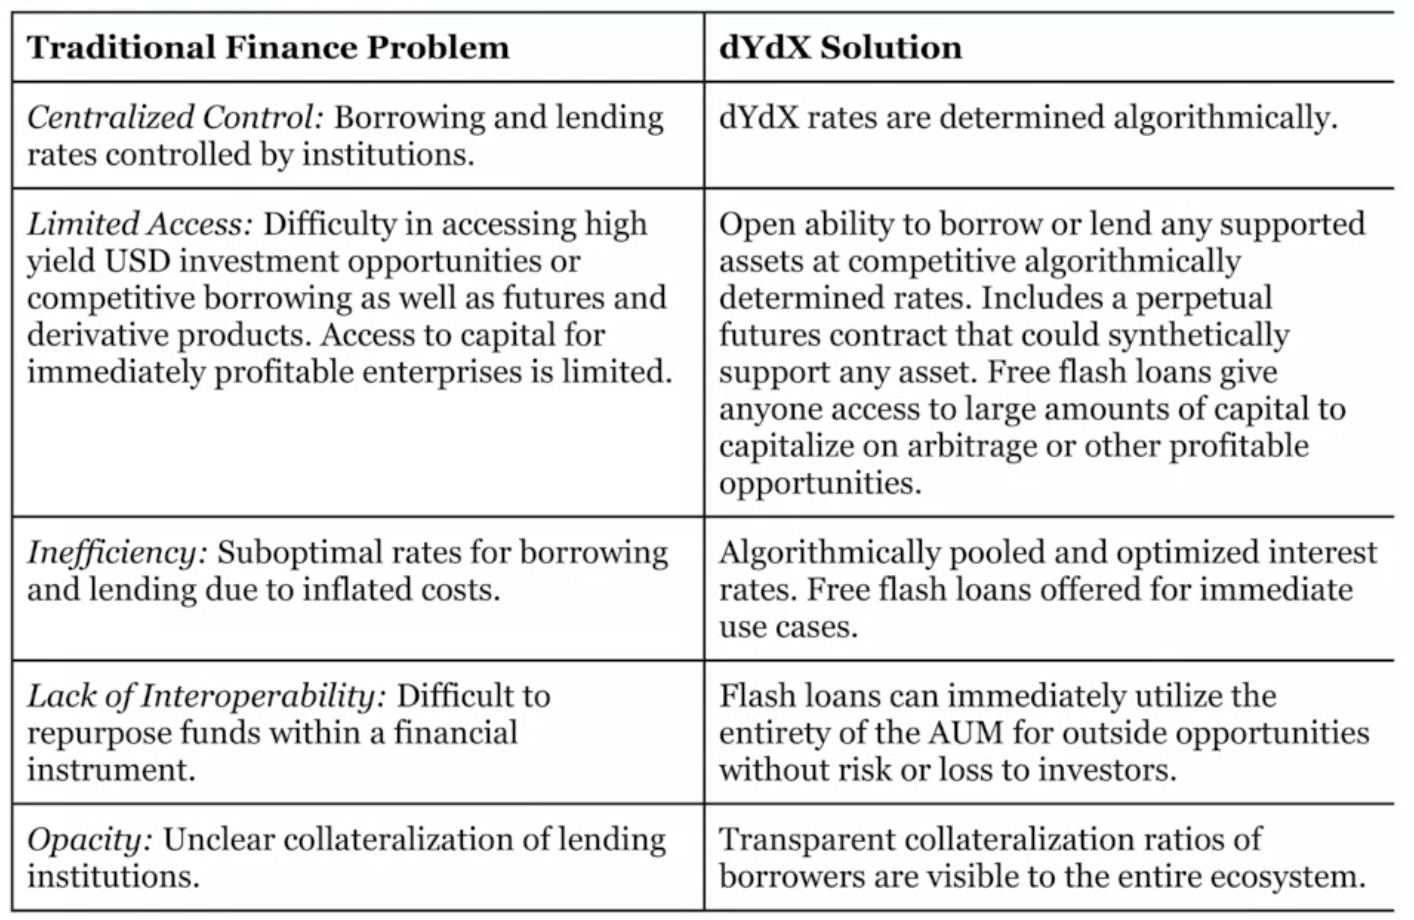 Traditional Finance Problem
dYdX Solution
Centralized Control: Borrowing and lending
rates controlled by institutions.
dYdX rates are determined algorithmically.
Limited Access: Difficulty in accessing high
yield USD investment opportunities or
competitive borrowing as well as futures and
derivative products. Access to capital for
immediately profitable enterprises is limited.
Open ability to borrow or lend any supported
assets at competitive algorithmically
determined rates. Includes a perpetual
futures contract that could synthetically
support any asset. Free flash loans give
anyone access to large amounts of capital to
capitalize on arbitrage or other profitable
opportunities.
Inefficiency: Suboptimal rates for borrowing
and lending due to inflated costs.
Algorithmically pooled and optimized interest
rates. Free flash loans offered for immediate
use cases.
Lack of Interoperability: Difficult to
repurpose funds within a financial
instrument.
Flash loans can immediately utilize the
entirety of the AUM for outside opportunities
without risk or loss to investors.
Opacity: Unclear collateralization of lending
institutions.
Transparent collateralization ratios of
borrowers are visible to the entire ecosystem.